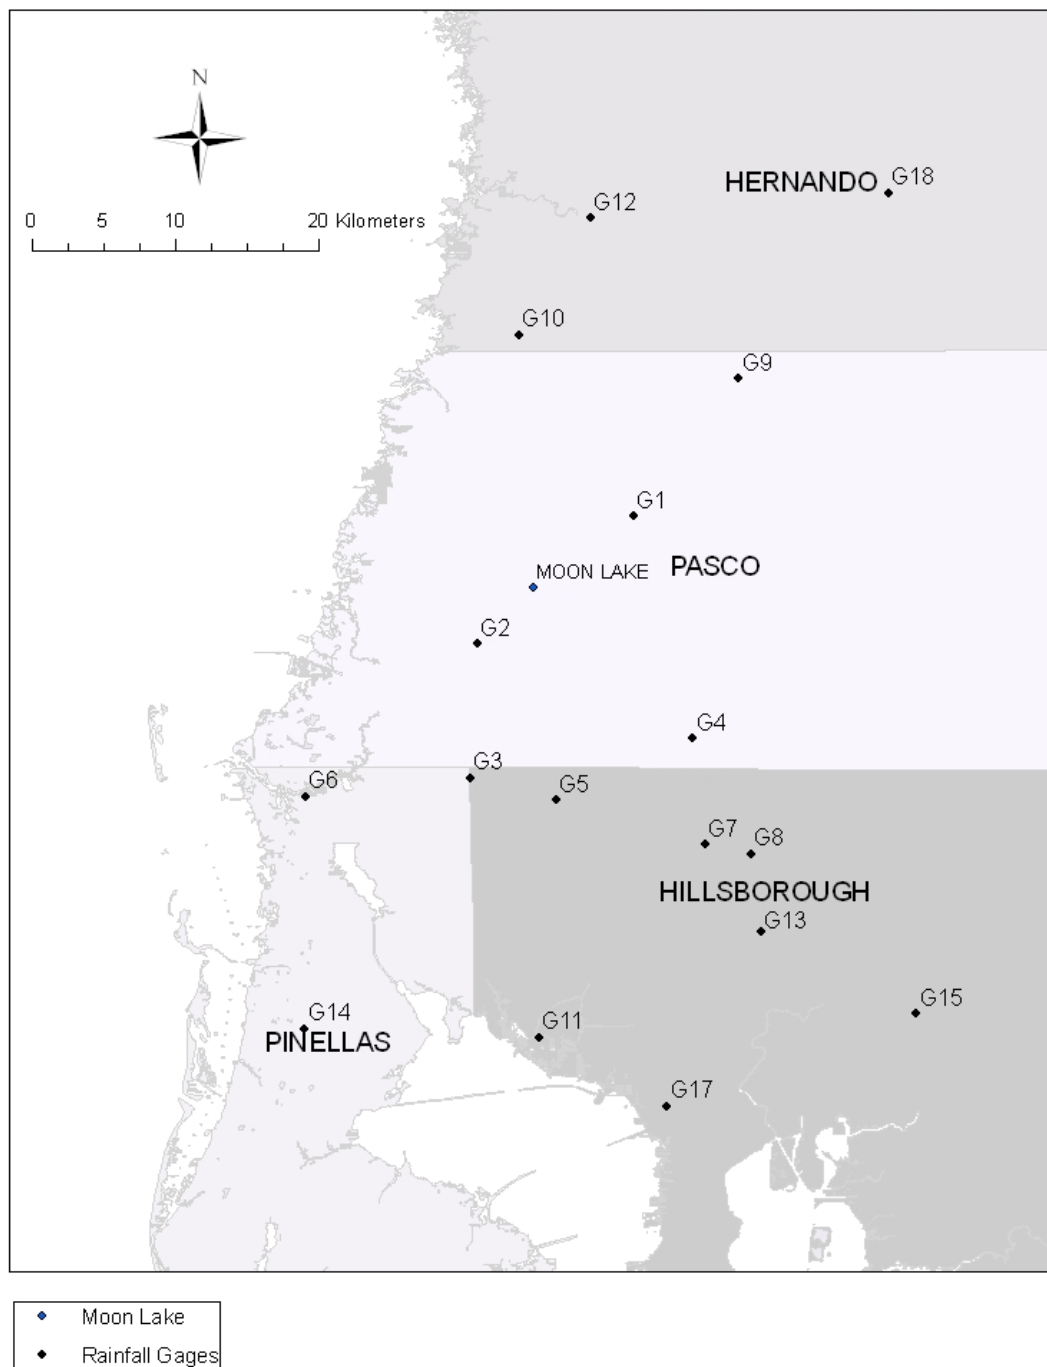 N
0 5 10 20 Kilometers
HERNANDO
G18
G12
G10
G9
G1
MOON LAKE
PASCO
G2
G4
G3
G6
G5
G7
G8
HILLSBOROUGH
G13
G15
G14
PINELLAS
G11
G17
Moon Lake
Rainfall Gages